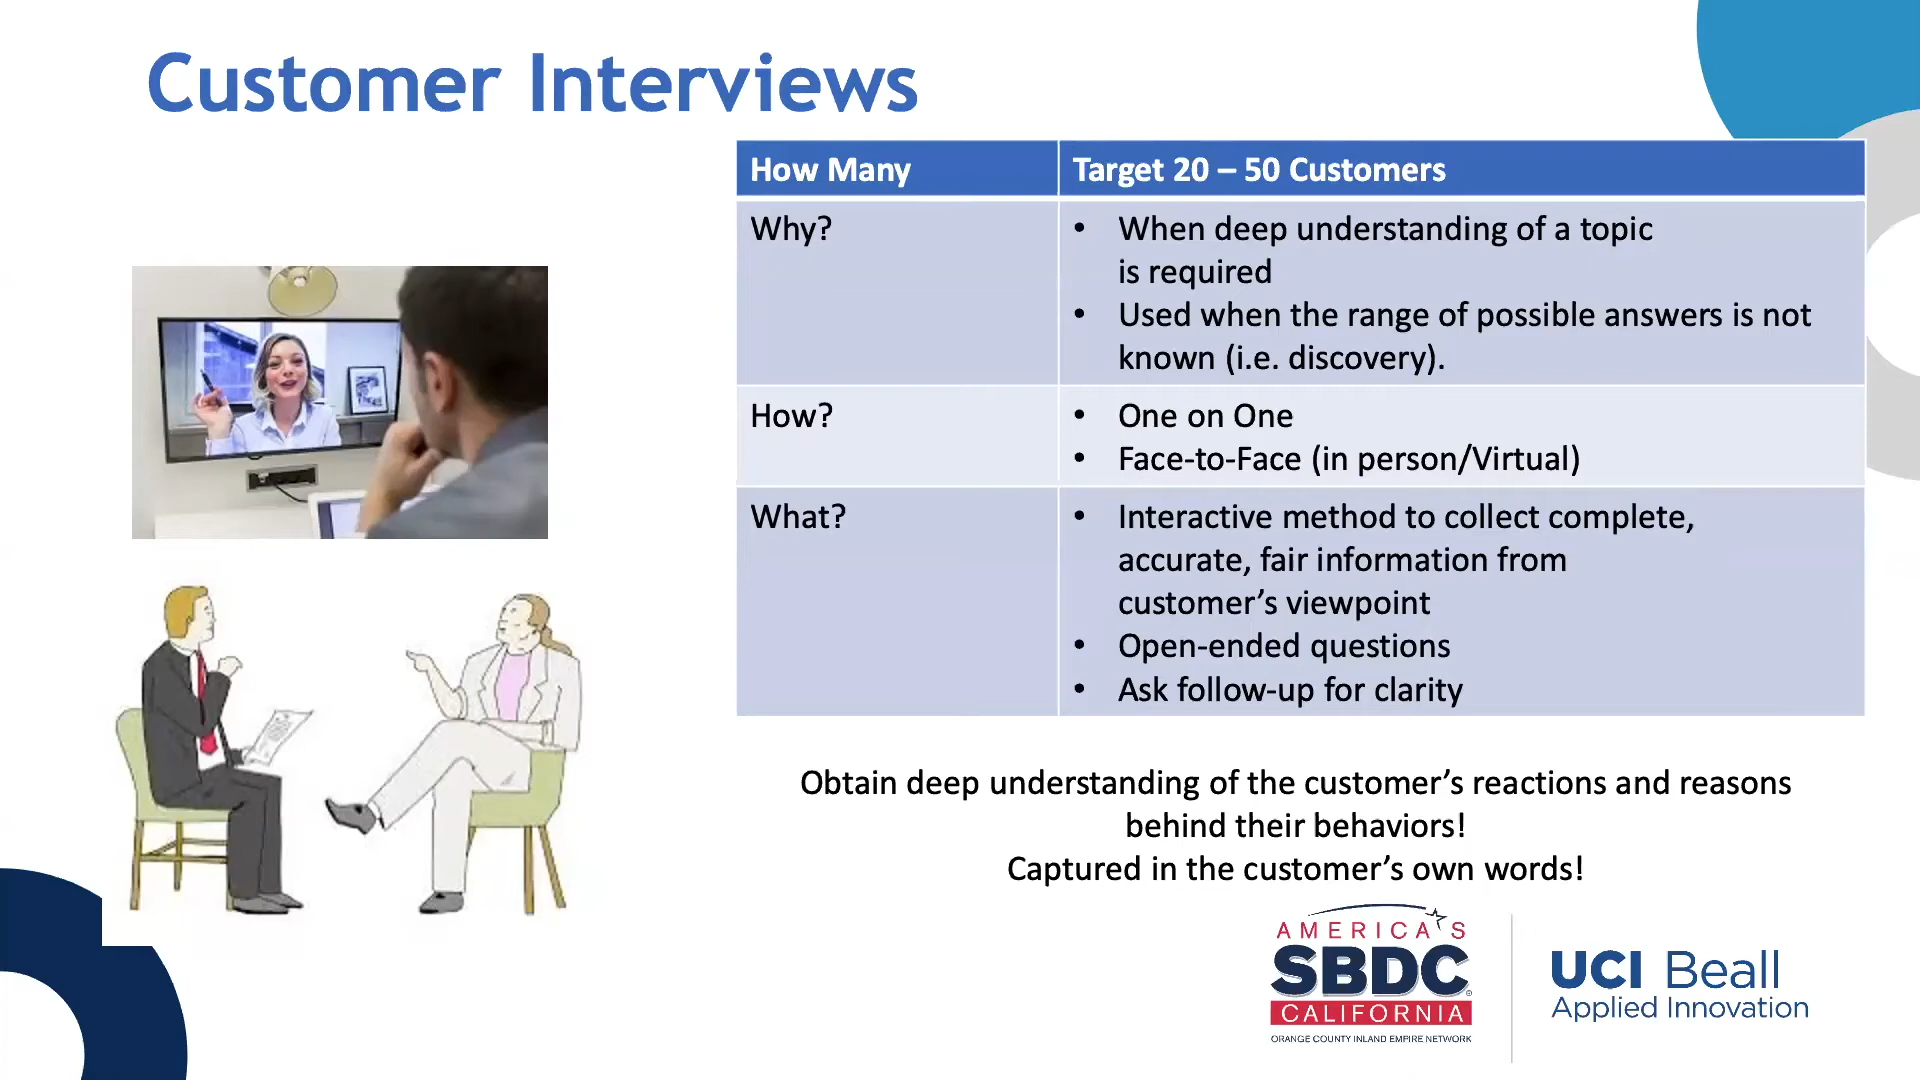 Customer Interviews
How Many
Target 20 – 50 Customers
Why?
• When deep understanding of a topic
is required
• Used when the range of possible answers is not
known (i.e. discovery).
How?
• One on One
• Face-to-Face (in person/Virtual)
What?
• Interactive method to collect complete,
accurate, fair information from
customer’s viewpoint
• Open-ended questions
• Ask follow-up for clarity
Obtain deep understanding of the customer’s reactions and reasons
behind their behaviors!
Captured in the customer’s own words!
AMERICA'S
SBDC®
CALIFORNIA
ORANGE COUNTY INLAND EMPIRE NETWORK
UCI Beall
Applied Innovation